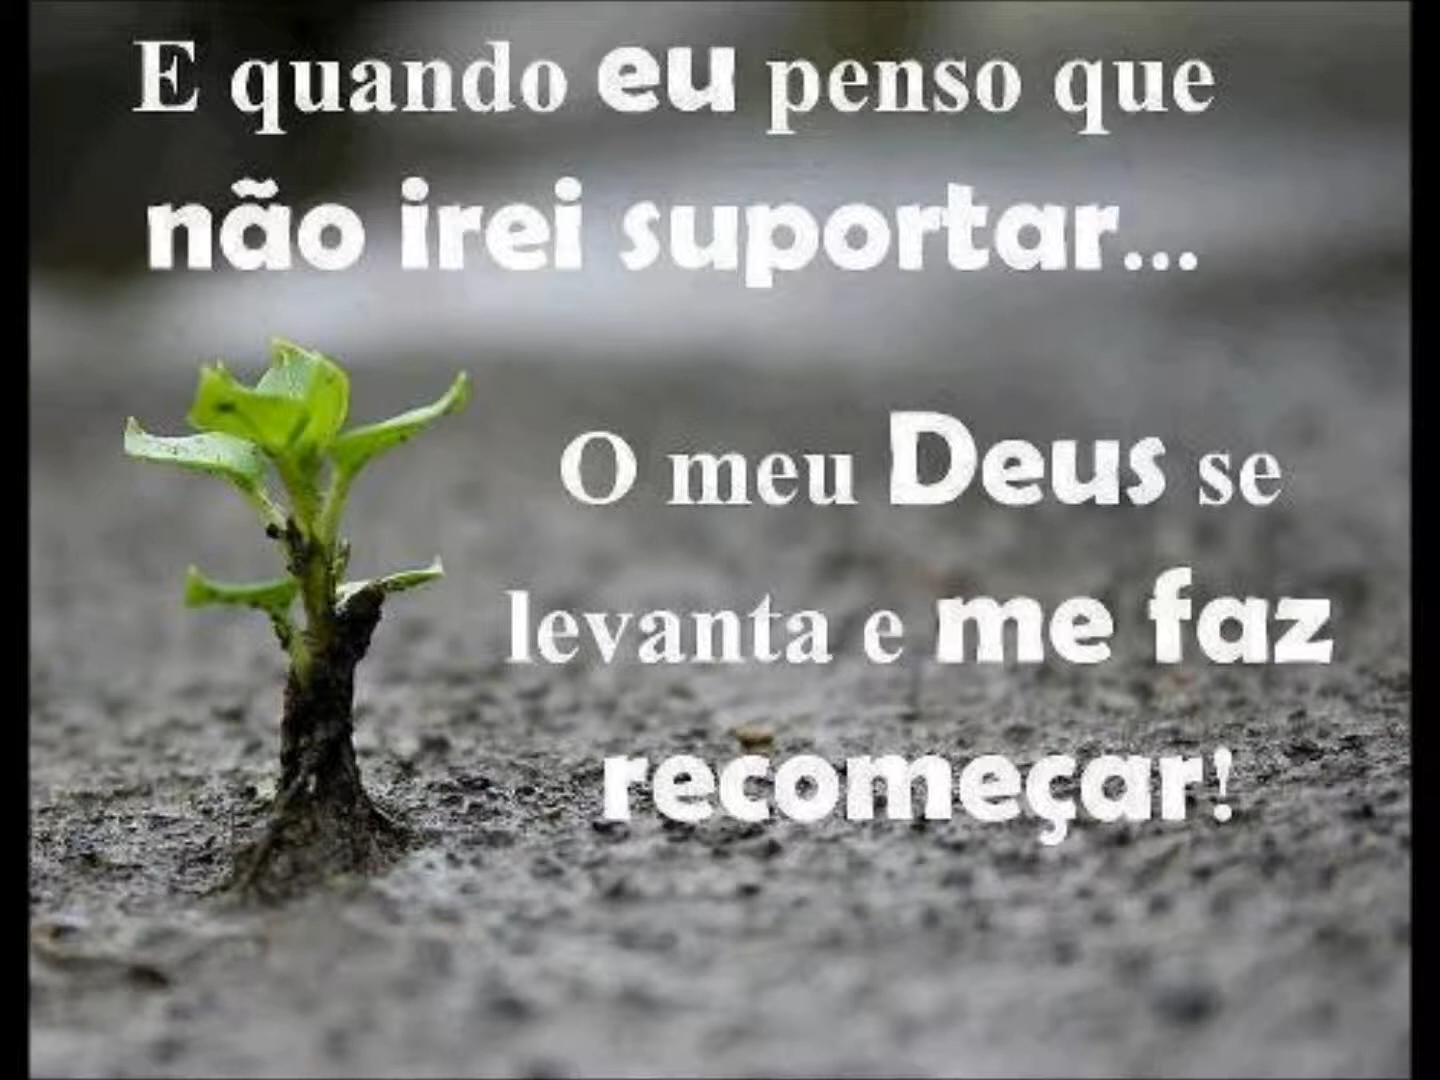 E quando eu penso que
não irei suportar...
O meu Deus se
levanta e me faz
recomeçar!